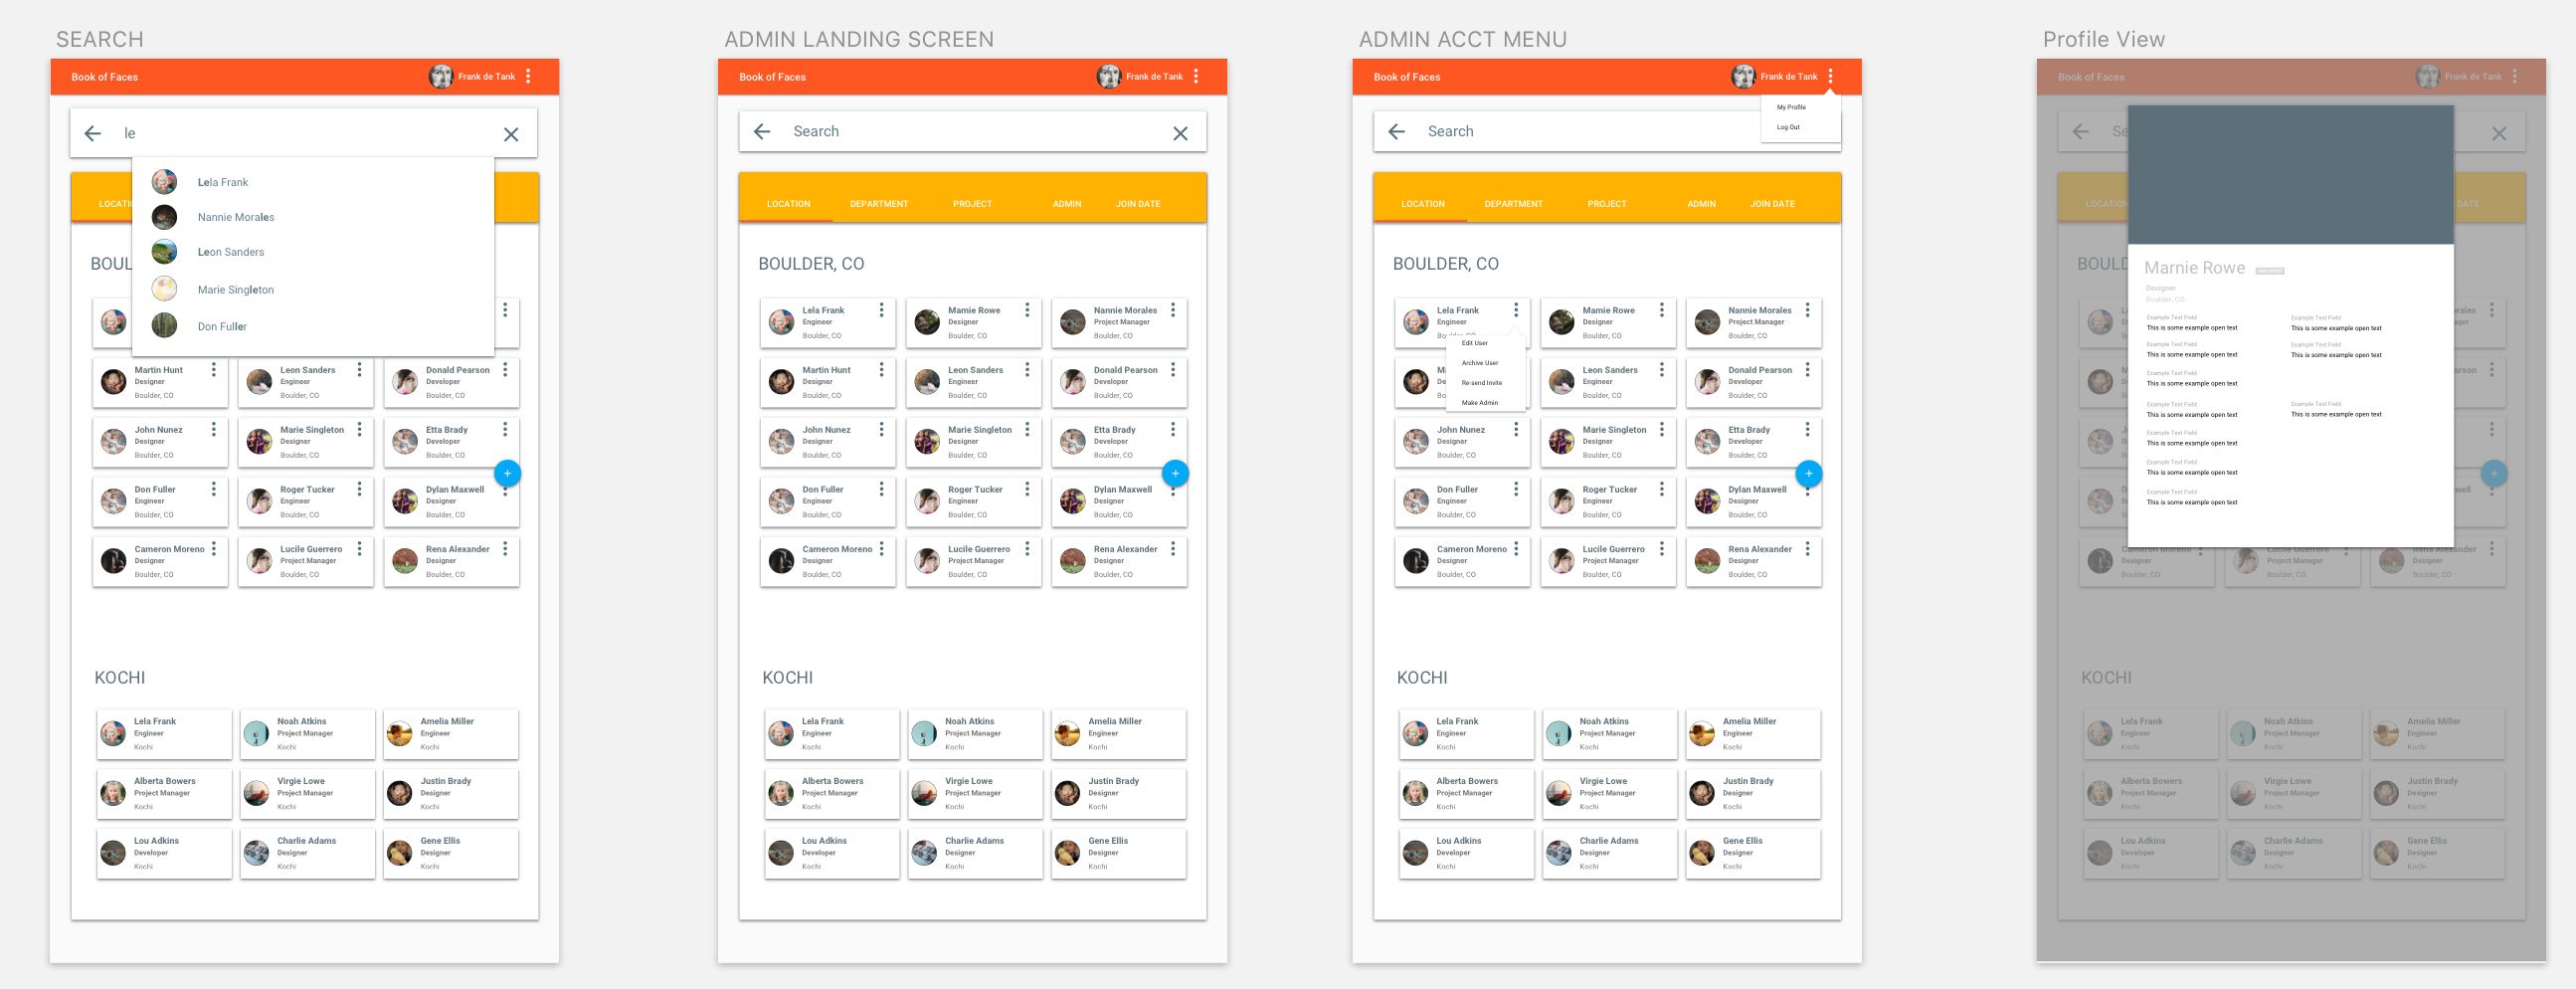 SEARCH
Book of Faces
Frank de Tank
le
Lela Frank
Nannie Morales
Leon Sanders
Marie Singleton
Don Fuller
LOCATI
BOUL
Martin Hunt
Designer
Boulder, CO
Leon Sanders
Engineer
Boulder, CO
Donald Pearson
Developer
Boulder, CO
John Nunez
Designer
Boulder, CO
Marie Singleton
Designer
Boulder, CO
Etta Brady
Developer
Boulder, CO
+
Don Fuller
Engineer
Boulder, CO
Roger Tucker
Engineer
Boulder, CO
Dylan Maxwell
Designer
Boulder, CO
Cameron Moreno
Designer
Boulder, CO
Lucile Guerrero
Project Manager
Boulder, CO
Rena Alexander
Designer
Boulder, CO
KOCHI
Lela Frank
Engineer
Kochi
Noah Atkins
Project Manager
Kochi
Amelia Miller
Engineer
Kochi
Alberta Bowers
Project Manager
Kochi
Virgie Lowe
Project Manager
Kochi
Justin Brady
Designer
Kochi
Lou Adkins
Developer
Kochi
Charlie Adams
Designer
Kochi
Gene Ellis
Designer
Kochi
ADMIN LANDING SCREEN
Book of Faces
Frank de Tank
Search
LOCATION DEPARTMENT PROJECT ADMIN JOIN DATE
BOULDER, CO
Lela Frank
Engineer
Boulder, CO
Mamie Rowe
Designer
Boulder, CO
Nannie Morales
Project Manager
Boulder, CO
Martin Hunt
Designer
Boulder, CO
Leon Sanders
Engineer
Boulder, CO
Donald Pearson
Developer
Boulder, CO
John Nunez
Designer
Boulder, CO
Marie Singleton
Designer
Boulder, CO
Etta Brady
Developer
Boulder, CO
+
Don Fuller
Engineer
Boulder, CO
Roger Tucker
Engineer
Boulder, CO
Dylan Maxwell
Designer
Boulder, CO
Cameron Moreno
Designer
Boulder, CO
Lucile Guerrero
Project Manager
Boulder, CO
Rena Alexander
Designer
Boulder, CO
KOCHI
Lela Frank
Engineer
Kochi
Noah Atkins
Project Manager
Kochi
Amelia Miller
Engineer
Kochi
Alberta Bowers
Project Manager
Kochi
Virgie Lowe
Project Manager
Kochi
Justin Brady
Designer
Kochi
Lou Adkins
Developer
Kochi
Charlie Adams
Designer
Kochi
Gene Ellis
Designer
Kochi
ADMIN ACCT MENU
Book of Faces
Frank de Tank
My Profile
Log Out
Search
LOCATION DEPARTMENT PROJECT ADMIN JOIN DATE
BOULDER, CO
Lela Frank
Engineer
Boulder, CO
Mamie Rowe
Designer
Boulder, CO
Nannie Morales
Project Manager
Boulder, CO
Edit User
Archive User
Re-send Invite
Make Admin
Leon Sanders
Engineer
Boulder, CO
Donald Pearson
Developer
Boulder, CO
John Nunez
Designer
Boulder, CO
Marie Singleton
Designer
Boulder, CO
Etta Brady
Developer
Boulder, CO
+
Don Fuller
Engineer
Boulder, CO
Roger Tucker
Engineer
Boulder, CO
Dylan Maxwell
Designer
Boulder, CO
Cameron Moreno
Designer
Boulder, CO
Lucile Guerrero
Project Manager
Boulder, CO
Rena Alexander
Designer
Boulder, CO
KOCHI
Lela Frank
Engineer
Kochi
Noah Atkins
Project Manager
Kochi
Amelia Miller
Engineer
Kochi
Alberta Bowers
Project Manager
Kochi
Virgie Lowe
Project Manager
Kochi
Justin Brady
Designer
Kochi
Lou Adkins
Developer
Kochi
Charlie Adams
Designer
Kochi
Gene Ellis
Designer
Kochi
Profile View
Book of Faces
Frank de Tank
Se
LOCATION
DATE
BOULD
Marnie Rowe
Designer
Boulder, CO
Example Text Field
This is some example open text
Example Text Field
This is some example open text
Example Text Field
This is some example open text
Example Text Field
This is some example open text
Example Text Field
This is some example open text
Example Text Field
This is some example open text
Example Text Field
This is some example open text
Example Text Field
This is some example open text
Example Text Field
This is some example open text
Example Text Field
This is some example open text
+
Cameron Moreno
Designer
Boulder, CO
Lucile Guerrero
Project Manager
Boulder, CO
Rena Alexander
Designer
Boulder, CO
KOCHI
Lela Frank
Engineer
Kochi
Noah Atkins
Project Manager
Kochi
Amelia Miller
Engineer
Kochi
Alberta Bowers
Project Manager
Kochi
Virgie Lowe
Project Manager
Kochi
Justin Brady
Designer
Kochi
Lou Adkins
Developer
Kochi
Charlie Adams
Designer
Kochi
Gene Ellis
Designer
Kochi